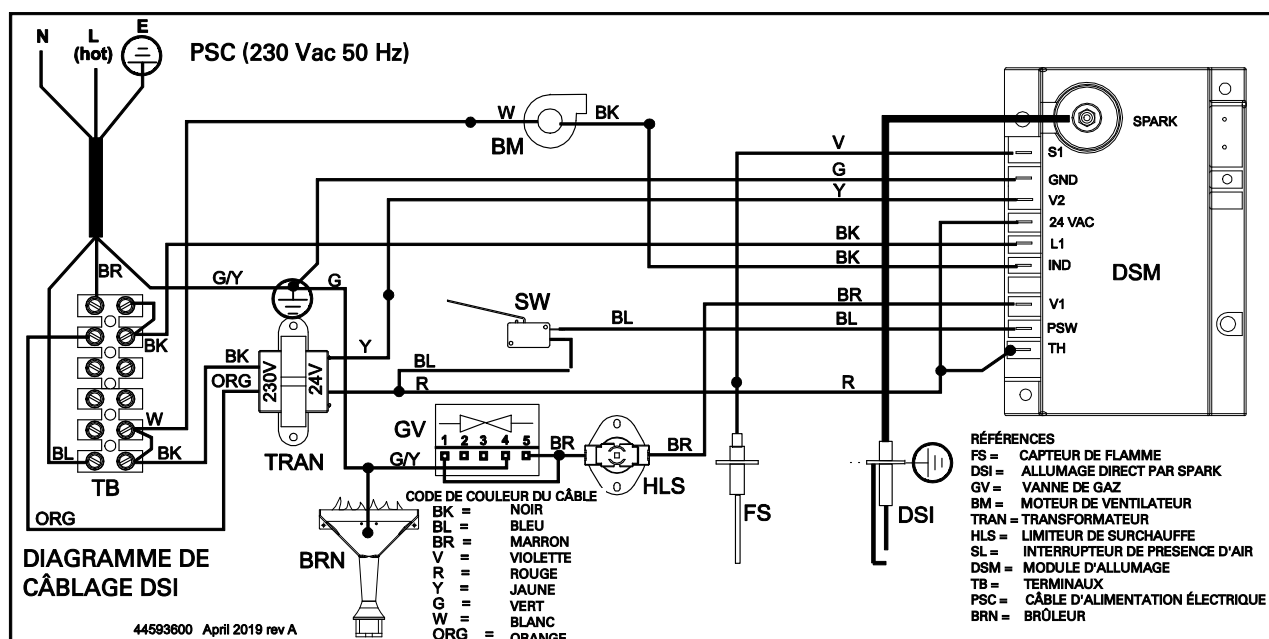 N
L
(hot)
E
PSC (230 Vac 50 Hz)
W
BM
BK
SPARK
V
S1
G
GND
Y
V2
24 VAC
BK
L1
BK
IND
DSM
BR
G/Y
G
SW
BR
V1
BL
BL
PSW
BK
Y
TH
BK
BL
ORG
230V
24V
R
R
W
GV
1 2 3 4 5
BR
BR
BL
BK
TRAN
G/Y
HLS
TB
ORG
FS
DSI
BRN
CODE DE COULEUR DU CÂBLE
BK = NOIR
BL = BLEU
BR = MARRON
V = VIOLETTE
R = ROUGE
Y = JAUNE
G = VERT
W = BLANC
ORG = ORANGE
RÉFÉRENCES
FS = CAPTEUR DE FLAMME
DSI = ALLUMAGE DIRECT PAR SPARK
GV = VANNE DE GAZ
BM = MOTEUR DE VENTILATEUR
TRAN = TRANSFORMATEUR
HLS = LIMITEUR DE SURCHAUFFE
SL = INTERRUPTEUR DE PRESENCE D'AIR
DSM = MODULE D'ALLUMAGE
TB = TERMINAUX
PSC = CÂBLE D'ALIMENTATION ÉLECTRIQUE
BRN = BRÛLEUR
DIAGRAMME DE
CÂBLAGE DSI
44593600 April 2019 rev A